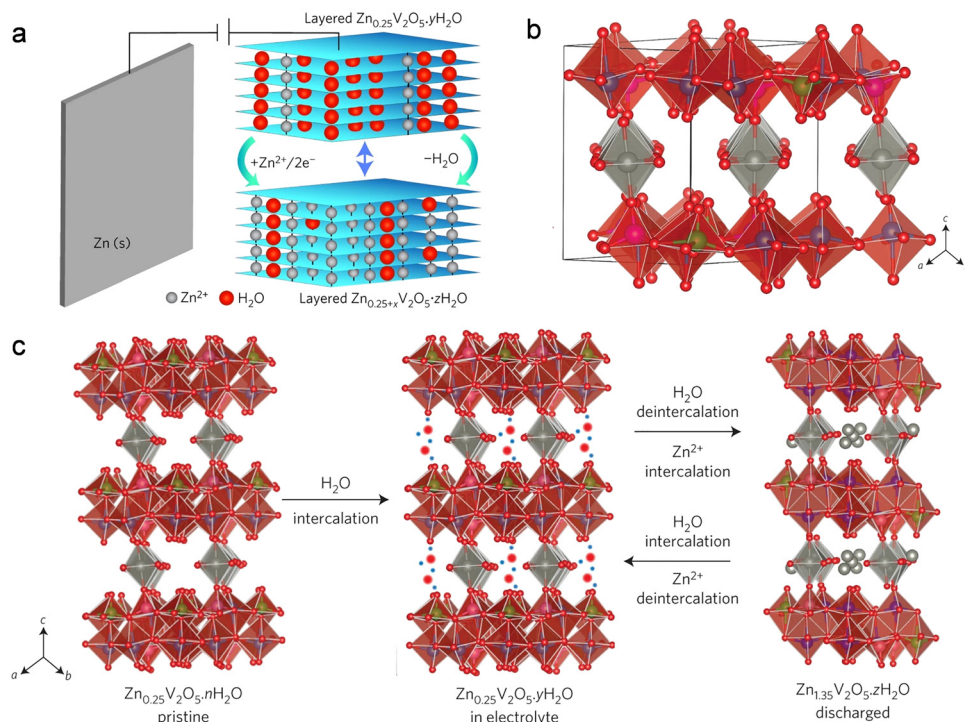 a
Layered Zn0.25V2O5.yH2O
+Zn2+/2e−
−H2O
Zn (s)
Zn2+
H2O
Layered Zn0.25+xV2O5·zH2O
b
c
a
b
c
H2O
intercalation
H2O
deintercalation
Zn2+
intercalation
H2O
intercalation
Zn2+
deintercalation
c
a
b
Zn0.25V2O5.nH2O
pristine
Zn0.25V2O5.yH2O
in electrolyte
Zn1.35V2O5.zH2O
discharged